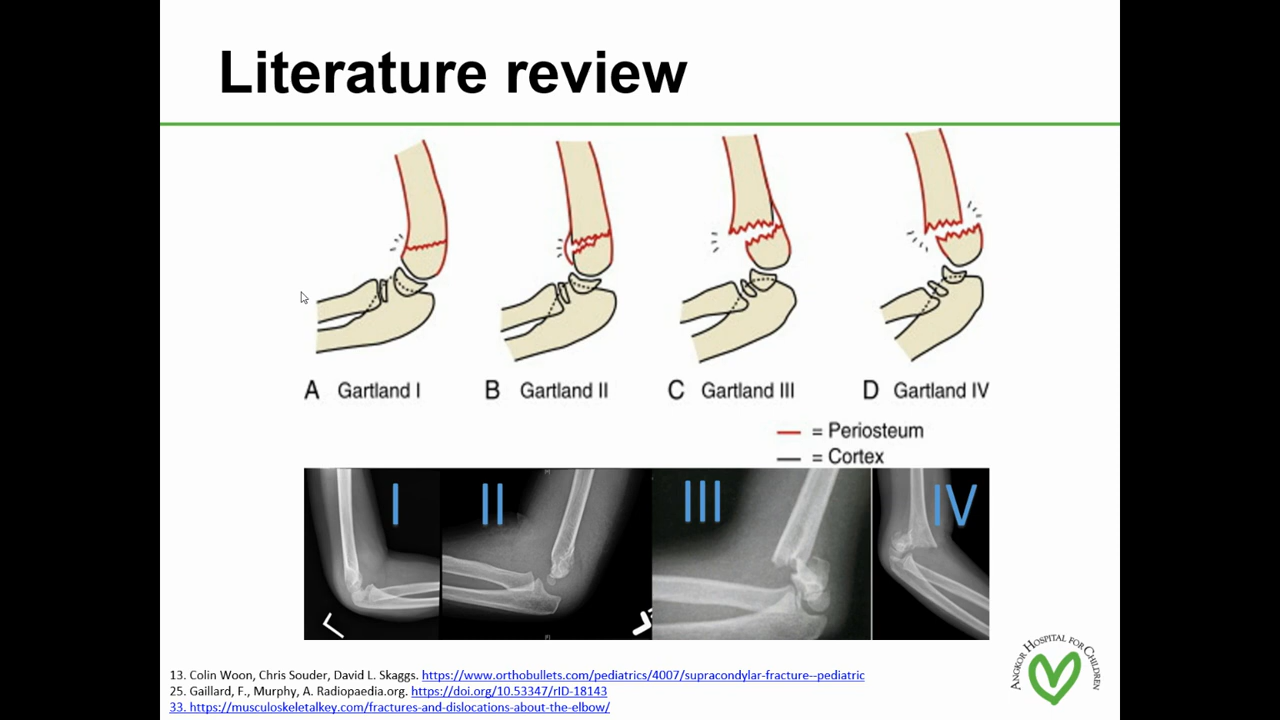 Literature review
A Gartland I
B Gartland II
C Gartland III
D Gartland IV
= Periosteum
= Cortex
I
II
III
IV
13. Colin Woon, Chris Souder, David L. Skaggs. https://www.orthobullets.com/pediatrics/4007/supracondylar-fracture--pediatric
25. Gaillard, F., Murphy, A. Radiopaedia.org. https://doi.org/10.53347/rID-18143
33. https://musculoskeletalkey.com/fractures-and-dislocations-about-the-elbow/
ANGKOR HOSPITAL FOR CHILDREN